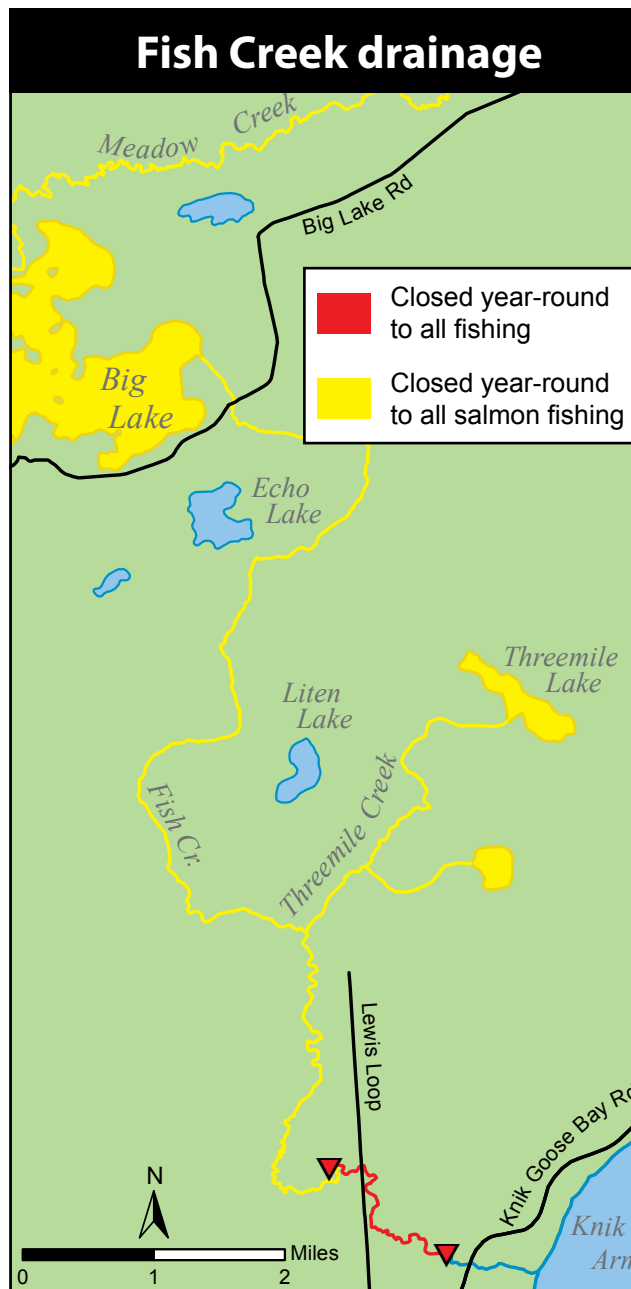 Fish Creek drainage
Meadow Creek
Big Lake Rd
Closed year-round
to all fishing
Closed year-round
to all salmon fishing
Big
Lake
Echo
Lake
Threemile
Lake
Liten
Lake
Fish Cr.
Threemile Creek
Lewis Loop
Knik Goose Bay Rd
Knik
Arm
N
Miles
0 1 2